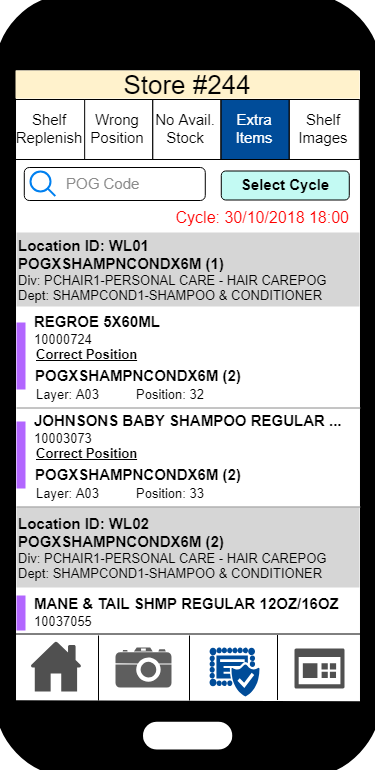 Store #244
Shelf Replenish
Wrong Position
No Avail. Stock
Extra Items
Shelf Images
POG Code
Select Cycle
Cycle: 30/10/2018 18:00
Location ID: WL01
POGXSHAMPNCONDX6M (1)
Div: PCHAIR1-PERSONAL CARE - HAIR CAREPOG
Dept: SHAMPCOND1-SHAMPOO & CONDITIONER
REGROE 5X60ML
10000724
Correct Position
POGXSHAMPNCONDX6M (2)
Layer: A03 Position: 32
JOHNSONS BABY SHAMPOO REGULAR ...
10003073
Correct Position
POGXSHAMPNCONDX6M (2)
Layer: A03 Position: 33
Location ID: WL02
POGXSHAMPNCONDX6M (2)
Div: PCHAIR1-PERSONAL CARE - HAIR CAREPOG
Dept: SHAMPCOND1-SHAMPOO & CONDITIONER
MANE & TAIL SHMP REGULAR 12OZ/16OZ
10037055